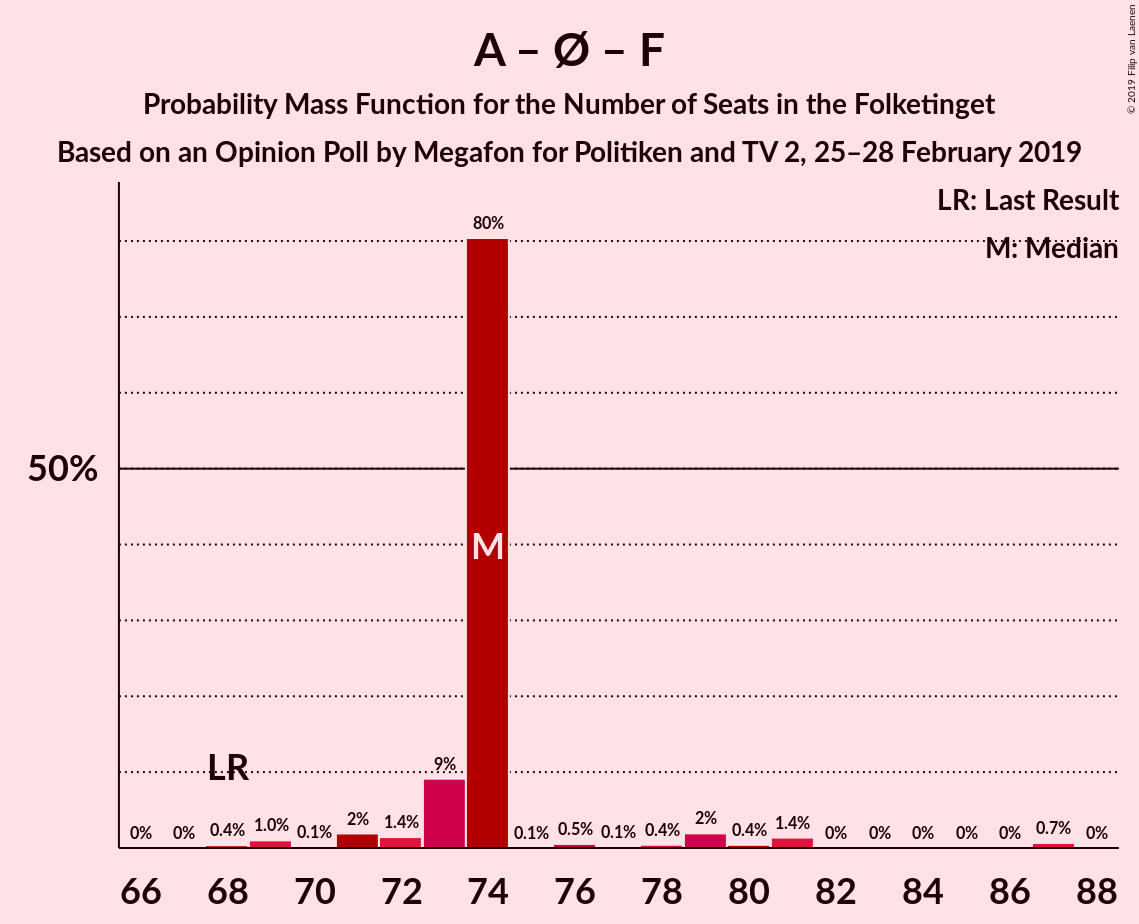 A – Ø – F
Probability Mass Function for the Number of Seats in the Folketinget
Based on an Opinion Poll by Megafon for Politiken and TV 2, 25–28 February 2019
© 2019 Filip van Laenen
LR: Last Result
M: Median
80%
50%
M
LR
9%
0% 0% 0.4% 1.0% 0.1% 2% 1.4% 0.1% 0.5% 0.1% 0.4% 2% 0.4% 1.4% 0% 0% 0% 0% 0% 0.7% 0%
66 68 70 72 74 76 78 80 82 84 86 88